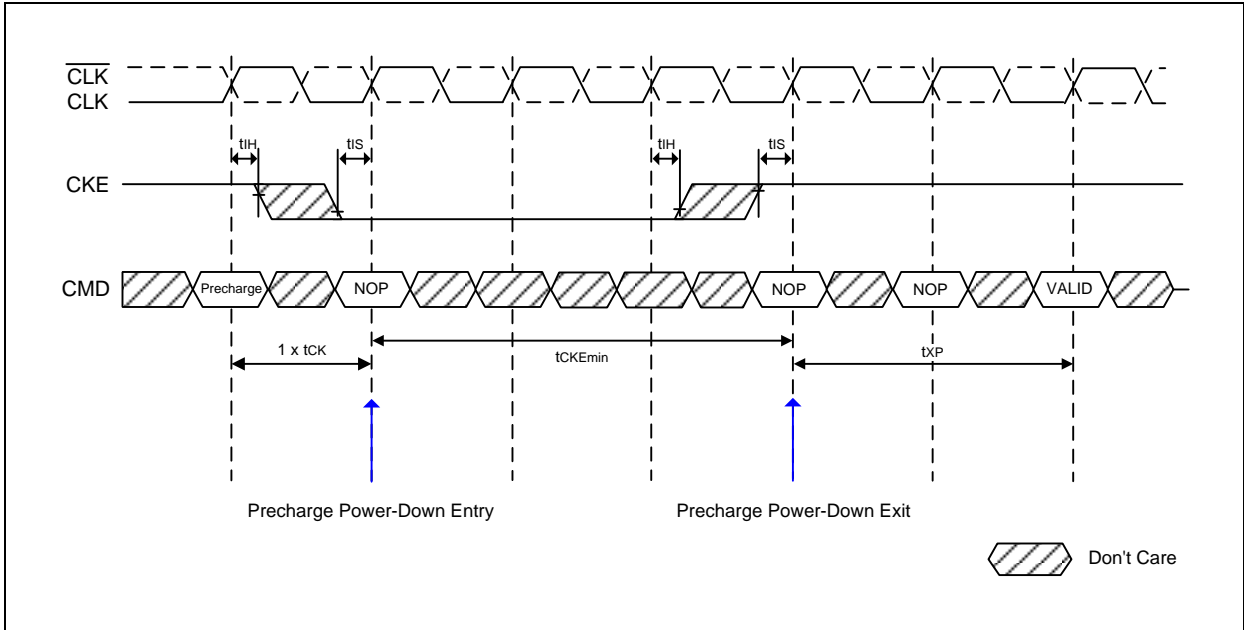 CLK
CLK
tIH
tIS
tIH
tIS
CKE
CMD
Precharge
NOP
NOP
NOP
VALID
1 x tCK
tCKEmin
tXP
Precharge Power-Down Entry
Precharge Power-Down Exit
Don't Care